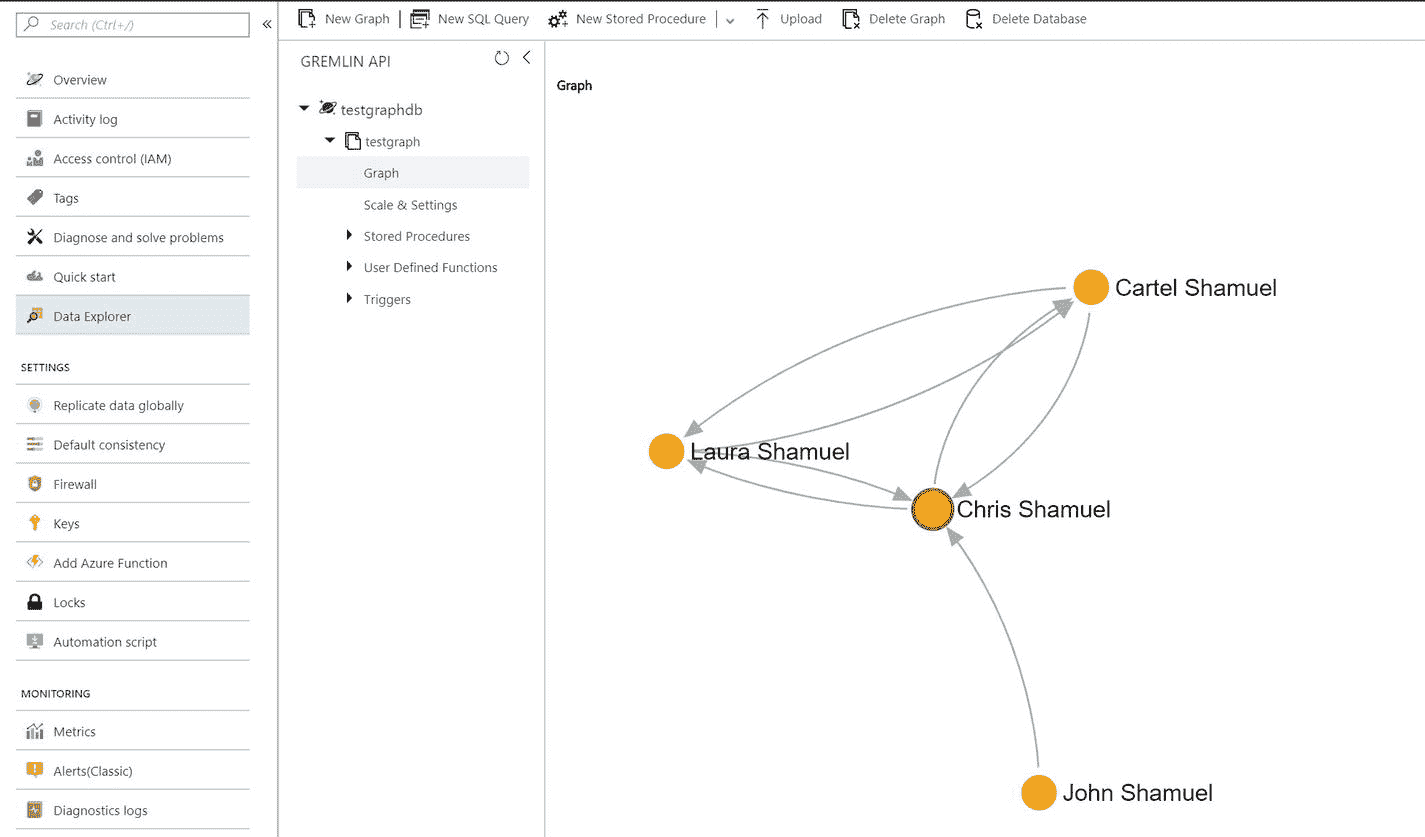 Search (Ctrl+/)
«
Overview
Activity log
Access control (IAM)
Tags
Diagnose and solve problems
Quick start
Data Explorer
SETTINGS
Replicate data globally
Default consistency
Firewall
Keys
Add Azure Function
Locks
Automation script
MONITORING
Metrics
Alerts(Classic)
Diagnostics logs
New Graph
New SQL Query
New Stored Procedure
Upload
Delete Graph
Delete Database
GREMLIN API
testgraphdb
testgraph
Graph
Scale & Settings
Stored Procedures
User Defined Functions
Triggers
Graph
Cartel Shamuel
Laura Shamuel
Chris Shamuel
John Shamuel